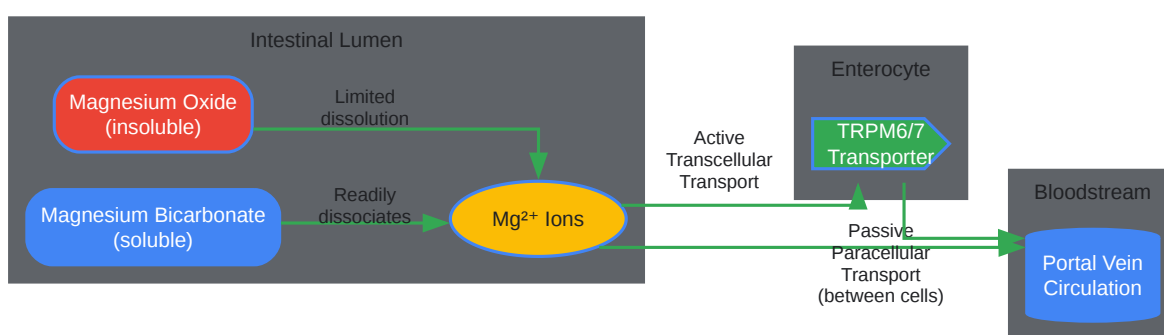 Intestinal Lumen
Magnesium Oxide
(insoluble)
Limited
dissolution
Magnesium Bicarbonate
(soluble)
Readily
dissociates
Mg²⁺ Ions
Active
Transcellular
Transport
Enterocyte
TRPM6/7
Transporter
Passive
Paracellular
Transport
(between cells)
Bloodstream
Portal Vein
Circulation